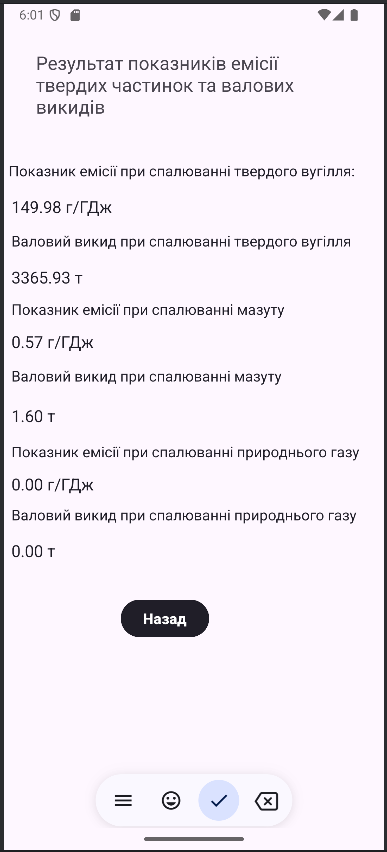 6:01
Результат показників емісії
твердих частинок та валових
викидів
Показник емісії при спалюванні твердого вугілля:
149.98 г/ГДж
Валовий викид при спалюванні твердого вугілля
3365.93 т
Показник емісії при спалюванні мазуту
0.57 г/ГДж
Валовий викид при спалюванні мазуту
1.60 т
Показник емісії при спалюванні природнього газу
0.00 г/ГДж
Валовий викид при спалюванні природнього газу
0.00 т
Назад